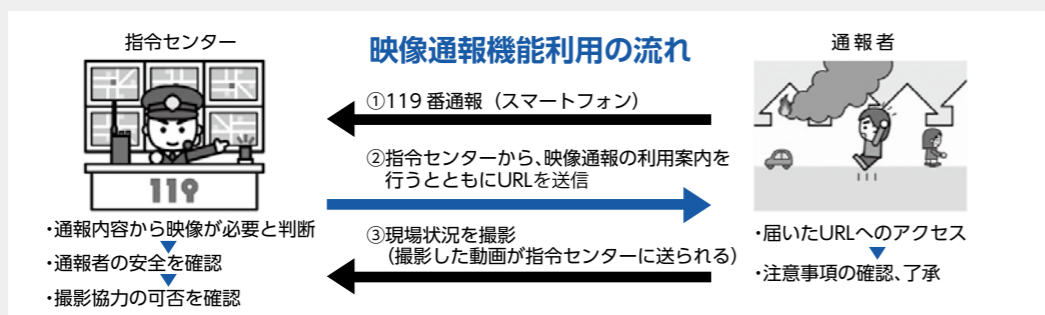 映像通報機能利用の流れ
指令センター
119
・通報内容から映像が必要と判断
・通報者の安全を確認
・撮影協力の可否を確認
①119番通報（スマートフォン）
②指令センターから、映像通報の利用案内を
行うとともにURLを送信
③現場状況を撮影
（撮影した動画が指令センターに送られる）
通報者
・届いたURLへのアクセス
・注意事項の確認、了承